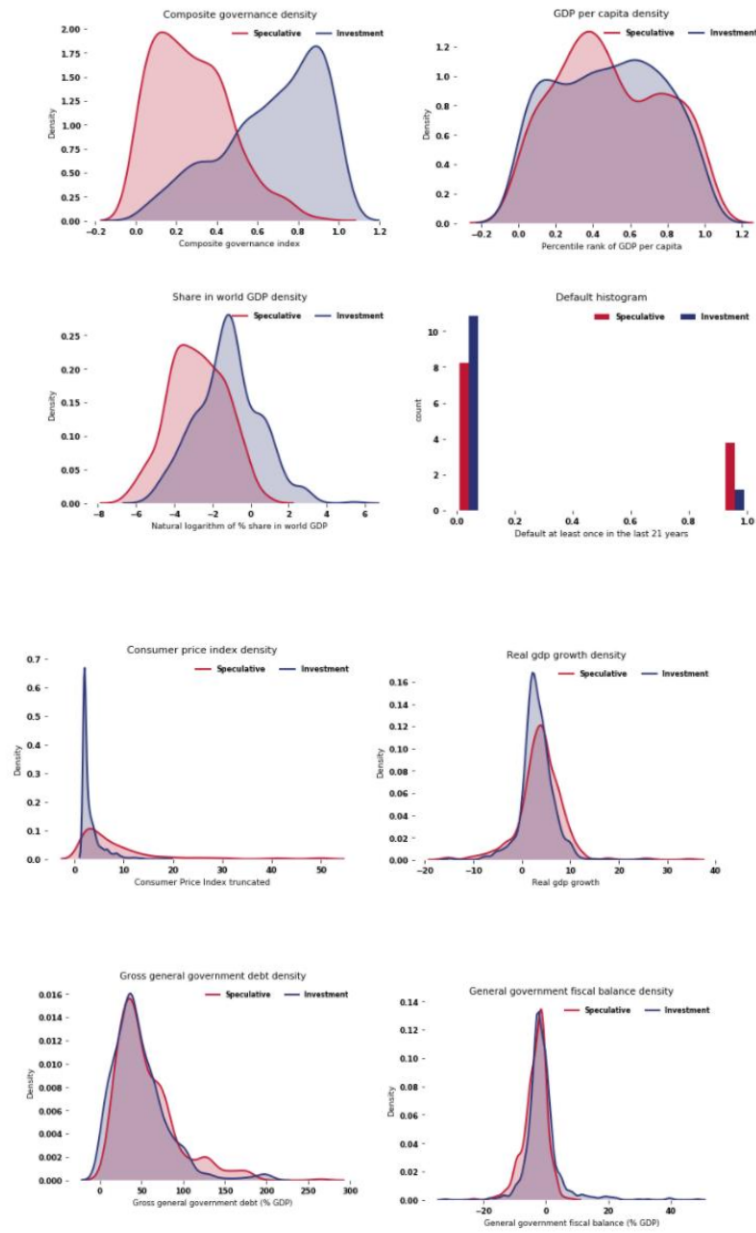 Composite governance density
Speculative Investment
2.00
1.75
1.50
1.25
1.00
0.75
0.50
0.25
0.00
Density
−0.2 0.0 0.2 0.4 0.6 0.8 1.0 1.2
Composite governance index
GDP per capita density
Speculative Investment
1.2
1.0
0.8
0.6
0.4
0.2
0.0
Density
−0.2 0.0 0.2 0.4 0.6 0.8 1.0 1.2
Percentile rank of GDP per capita
Share in world GDP density
Speculative Investment
0.25
0.20
0.15
0.10
0.05
0.00
Density
−8 −6 −4 −2 0 2 4 6
Natural logarithm of % share in world GDP
Default histogram
Speculative Investment
10
8
6
4
2
0
count
0.0 0.2 0.4 0.6 0.8 1.0
Default at least once in the last 21 years
Consumer price index density
Speculative Investment
0.7
0.6
0.5
0.4
0.3
0.2
0.1
0.0
Density
0 10 20 30 40 50
Consumer Price Index truncated
Real gdp growth density
Speculative Investment
0.16
0.14
0.12
0.10
0.08
0.06
0.04
0.02
0.00
Density
−20 −10 0 10 20 30 40
Real gdp growth
Gross general government debt density
Speculative Investment
0.016
0.014
0.012
0.010
0.008
0.006
0.004
0.002
0.000
Density
0 50 100 150 200 250 300
Gross general government debt (% GDP)
General government fiscal balance density
Speculative Investment
0.14
0.12
0.10
0.08
0.06
0.04
0.02
0.00
Density
−20 0 20 40
General government fiscal balance (% GDP)